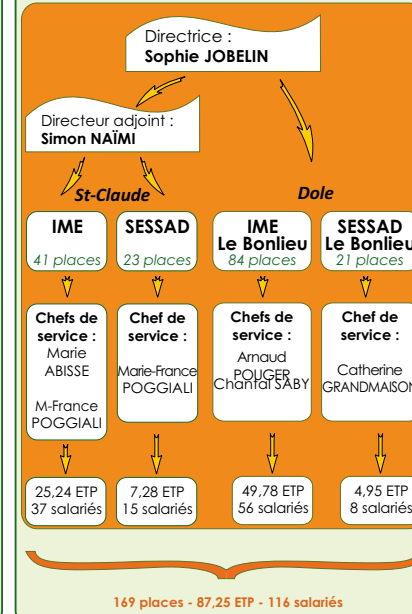 Directrice :
Sophie JOBELIN
Directeur adjoint :
Simon NAÏMI
St-Claude
Dole
IME
41 places
SESSAD
23 places
IME
Le Bonlieu
84 places
SESSAD
Le Bonlieu
21 places
Chefs de
service :
Marie
ABISSE
M-France
POGGIALI
Chef de
service :
Marie-France
POGGIALI
Chefs de
service :
Arnaud
POUGER
Chantal SABY
Chef de
service :
Catherine
GRANDMAISON
25,24 ETP
37 salariés
7,28 ETP
15 salariés
49,78 ETP
56 salariés
4,95 ETP
8 salariés
169 places - 87,25 ETP - 116 salariés